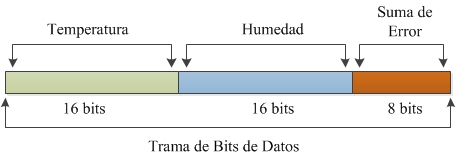 Temperatura
Humedad
Suma de
Error
16 bits
16 bits
8 bits
Trama de Bits de Datos